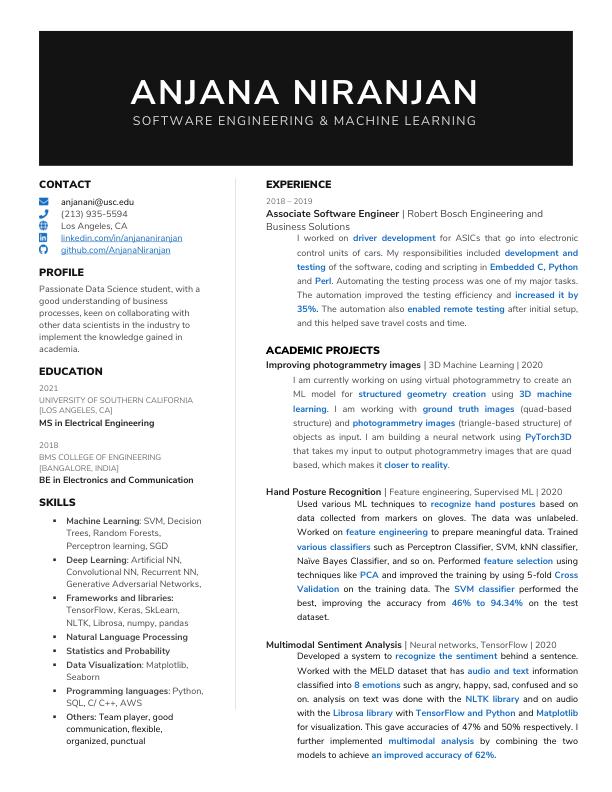 ANJANA NIRANJAN
SOFTWARE ENGINEERING & MACHINE LEARNING
CONTACT
anjanani@usc.edu
(213) 935-5594
Los Angeles, CA
linkedin.com/in/anjananiranjan
github.com/AnjanaNiranjan
PROFILE
Passionate Data Science student, with a
good understanding of business
processes, keen on collaborating with
other data scientists in the industry to
implement the knowledge gained in
academia.
EDUCATION
2021
UNIVERSITY OF SOUTHERN CALIFORNIA
[LOS ANGELES, CA]
MS in Electrical Engineering
2018
BMS COLLEGE OF ENGINEERING
[BANGALORE, INDIA]
BE in Electronics and Communication
SKILLS
▪ Machine Learning: SVM, Decision
Trees, Random Forests,
Perceptron learning, SGD
▪ Deep Learning: Artificial NN,
Convolutional NN, Recurrent NN,
Generative Adversarial Networks,
▪ Frameworks and libraries:
TensorFlow, Keras, SkLearn,
NLTK, Librosa, numpy, pandas
▪ Natural Language Processing
▪ Statistics and Probability
▪ Data Visualization: Matplotlib,
Seaborn
▪ Programming languages: Python,
SQL, C/ C++, AWS
▪ Others: Team player, good
communication, flexible,
organized, punctual
EXPERIENCE
2018 – 2019
Associate Software Engineer | Robert Bosch Engineering and
Business Solutions
I worked on driver development for ASICs that go into electronic
control units of cars. My responsibilities included development and
testing of the software, coding and scripting in Embedded C, Python
and Perl. Automating the testing process was one of my major tasks.
The automation improved the testing efficiency and increased it by
35%. The automation also enabled remote testing after initial setup,
and this helped save travel costs and time.
ACADEMIC PROJECTS
Improving photogrammetry images | 3D Machine Learning | 2020
I am currently working on using virtual photogrammetry to create an
ML model for structured geometry creation using 3D machine
learning. I am working with ground truth images (quad-based
structure) and photogrammetry images (triangle-based structure) of
objects as input. I am building a neural network using PyTorch3D
that takes my input to output photogrammetry images that are quad
based, which makes it closer to reality.
Hand Posture Recognition | Feature engineering, Supervised ML | 2020
Used various ML techniques to recognize hand postures based on
data collected from markers on gloves. The data was unlabeled.
Worked on feature engineering to prepare meaningful data. Trained
various classifiers such as Perceptron Classifier, SVM, kNN classifier,
Naïve Bayes Classifier, and so on. Performed feature selection using
techniques like PCA and improved the training by using 5-fold Cross
Validation on the training data. The SVM classifier performed the
best, improving the accuracy from 46% to 94.34% on the test
dataset.
Multimodal Sentiment Analysis | Neural networks, TensorFlow | 2020
Developed a system to recognize the sentiment behind a sentence.
Worked with the MELD dataset that has audio and text information
classified into 8 emotions such as angry, happy, sad, confused and so
on. analysis on text was done with the NLTK library and on audio
with the Librosa library with TensorFlow and Python and Matplotlib
for visualization. This gave accuracies of 47% and 50% respectively. I
further implemented multimodal analysis by combining the two
models to achieve an improved accuracy of 62%.